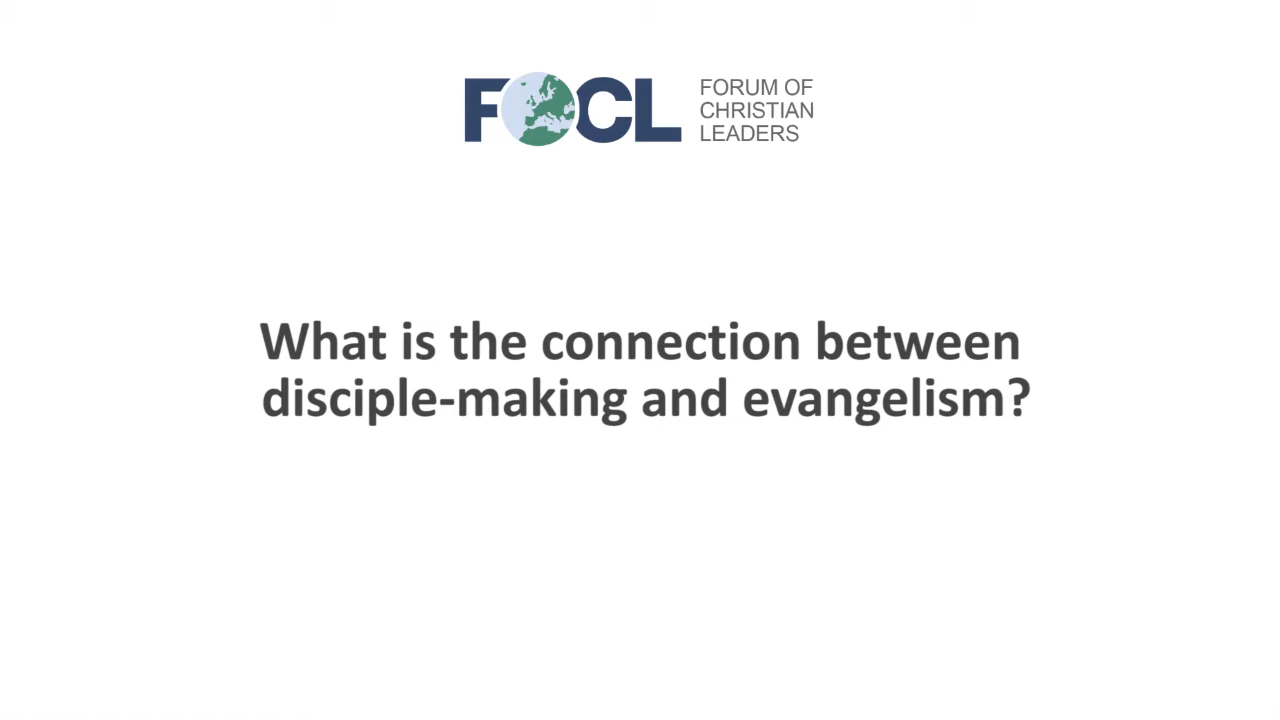 FOCL
FORUM OF
CHRISTIAN
LEADERS
What is the connection between
disciple-making and evangelism?